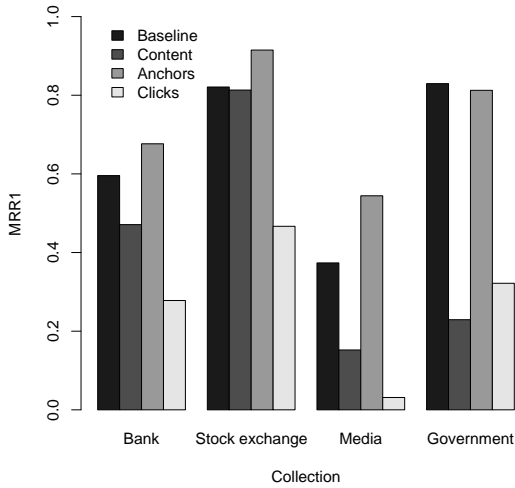 Baseline
Content
Anchors
Clicks
MRR1
1.0
0.8
0.6
0.4
0.2
0.0
Bank Stock exchange Media Government
Collection